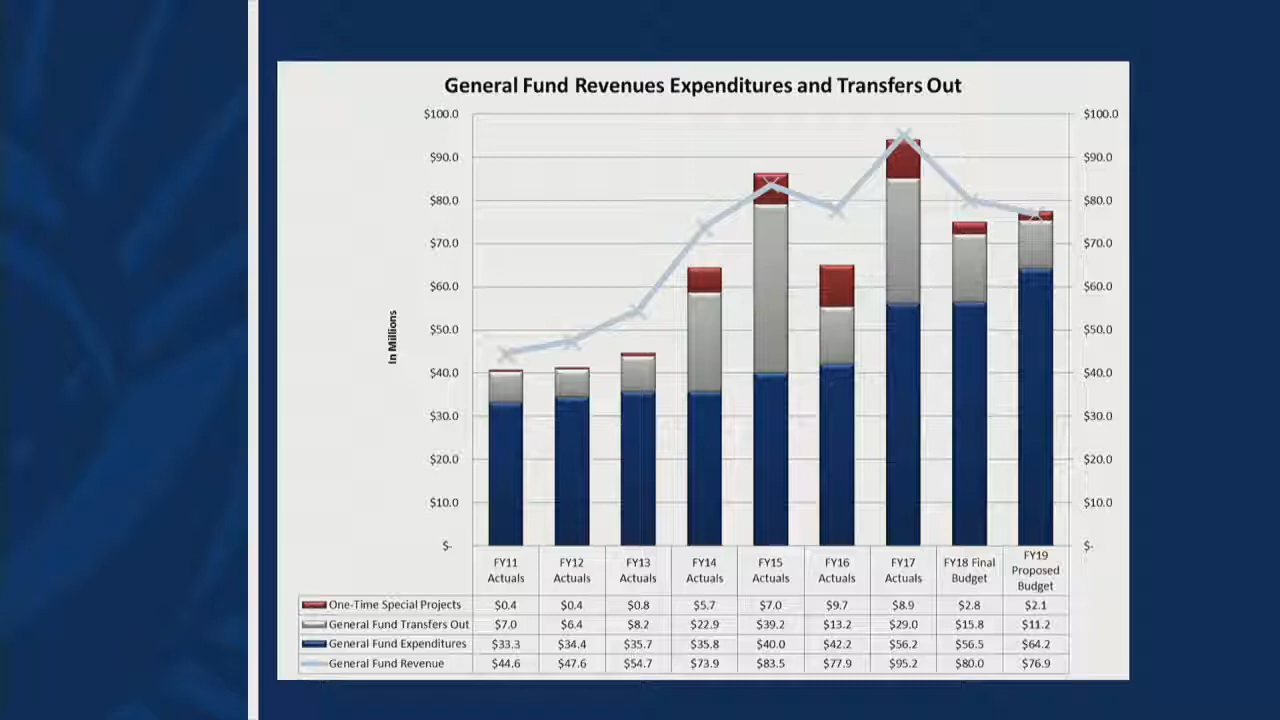 General Fund Revenues Expenditures and Transfers Out
$100.0 $100.0
$90.0 $90.0
$80.0 $80.0
$70.0 $70.0
$60.0 $60.0
$50.0 $50.0
In Millions
$40.0 $40.0
$30.0 $30.0
$20.0 $20.0
$10.0 $10.0
$- $-
FY11 Actuals
FY12 Actuals
FY13 Actuals
FY14 Actuals
FY15 Actuals
FY16 Actuals
FY17 Actuals
FY18 Final Budget
FY19 Proposed Budget
One-Time Special Projects $0.4 $0.4 $0.8 $5.7 $7.0 $9.7 $8.9 $2.8 $2.1
General Fund Transfers Out $7.0 $6.4 $8.2 $22.9 $39.2 $13.2 $29.0 $15.8 $11.2
General Fund Expenditures $33.3 $34.4 $35.7 $35.8 $40.0 $42.2 $56.2 $56.5 $64.2
General Fund Revenue $44.6 $47.6 $54.7 $73.9 $83.5 $77.9 $95.2 $80.0 $76.9